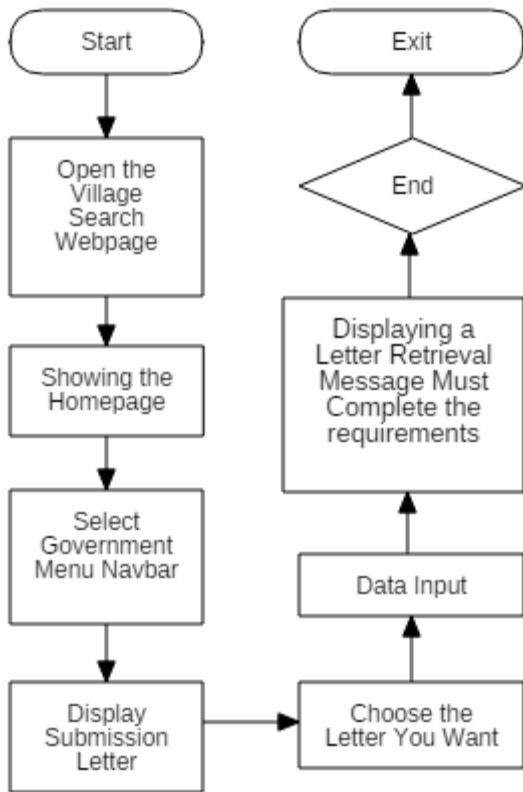 Start
Open the
Village
Search
Webpage
Showing the
Homepage
Select
Government
Menu Navbar
Display
Submission
Letter
Choose the
Letter You Want
Data Input
Displaying a
Letter Retrieval
Message Must
Complete the
requirements
End
Exit